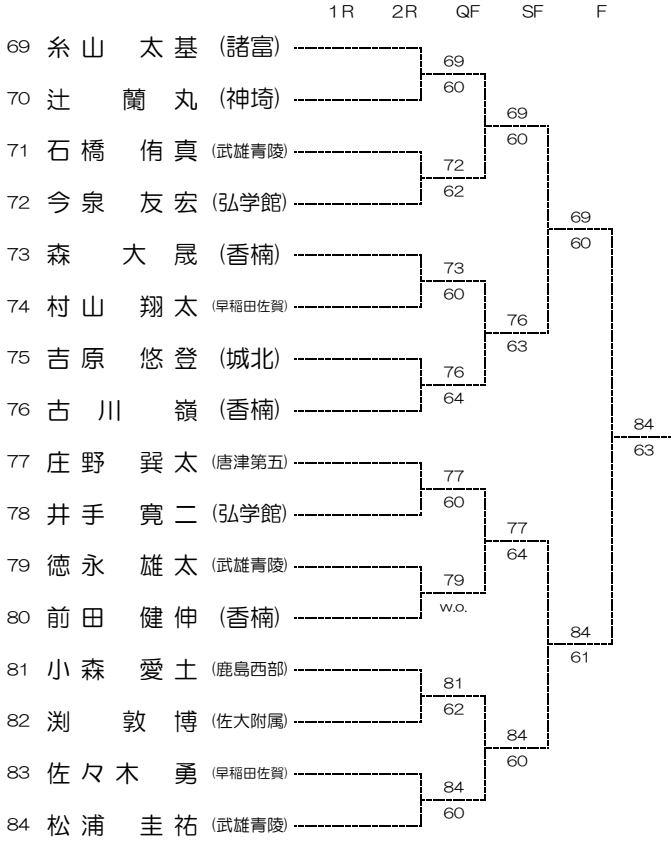 1R 2R QF SF F
69 糸山 太基 (諸富)
69
60
70 辻 蘭丸 (神埼)
69
60
71 石橋 侑真 (武雄青陵)
72
62
72 今泉 友宏 (弘学館)
69
60
73 森 大晟 (香楠)
73
60
74 村山 翔太 (早稲田佐賀)
76
63
75 吉原 悠登 (城北)
76
64
76 古川 嶺 (香楠)
84
63
77 庄野 巽太 (唐津第五)
77
60
78 井手 寛二 (弘学館)
77
64
79 徳永 雄太 (武雄青陵)
79
w.o.
80 前田 健伸 (香楠)
84
61
81 小森 愛土 (鹿島西部)
81
62
82 渕 敦博 (佐大附属)
84
60
83 佐々木 勇 (早稲田佐賀)
84
60
84 松浦 圭祐 (武雄青陵)